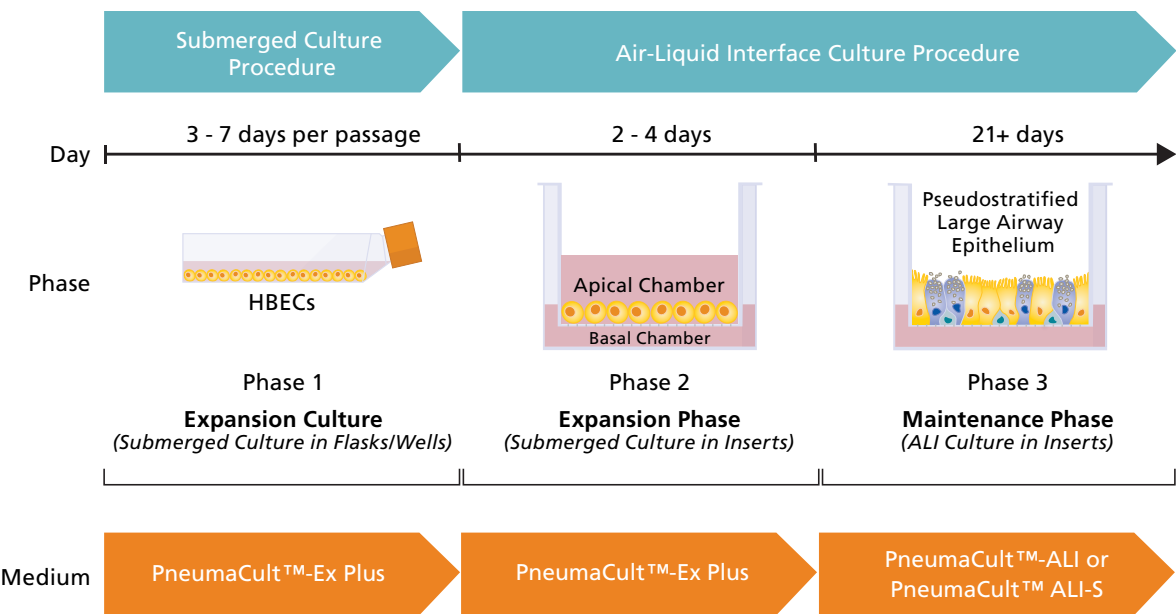 Submerged Culture
Procedure
Air-Liquid Interface Culture Procedure
Day
3 - 7 days per passage
2 - 4 days
21+ days
Phase
HBECs
Apical Chamber
Basal Chamber
Pseudostratified
Large Airway
Epithelium
Phase 1
Expansion Culture
(Submerged Culture in Flasks/Wells)
Phase 2
Expansion Phase
(Submerged Culture in Inserts)
Phase 3
Maintenance Phase
(ALI Culture in Inserts)
Medium
PneumaCult™-Ex Plus
PneumaCult™-Ex Plus
PneumaCult™-ALI or
PneumaCult™ ALI-S